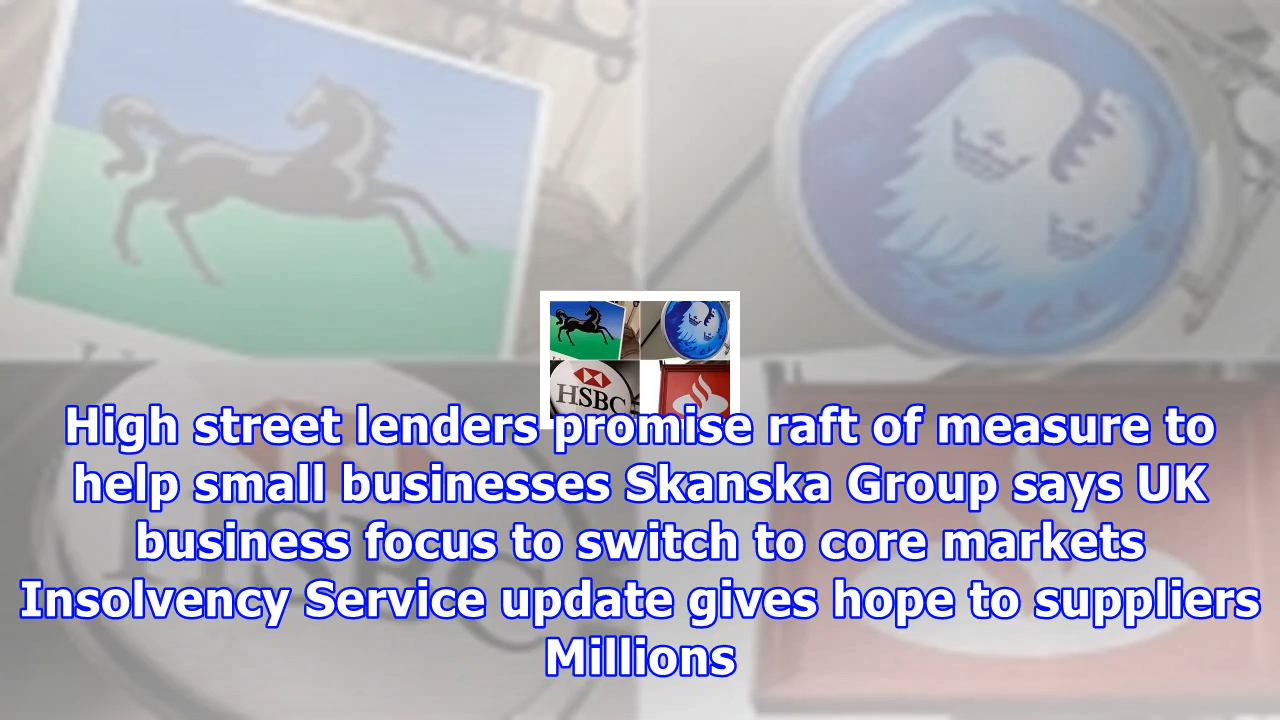 HSBC
High street lenders promise raft of measure to
help small businesses Skanska Group says UK
business focus to switch to core markets
Insolvency Service update gives hope to suppliers
Millions
HSBC